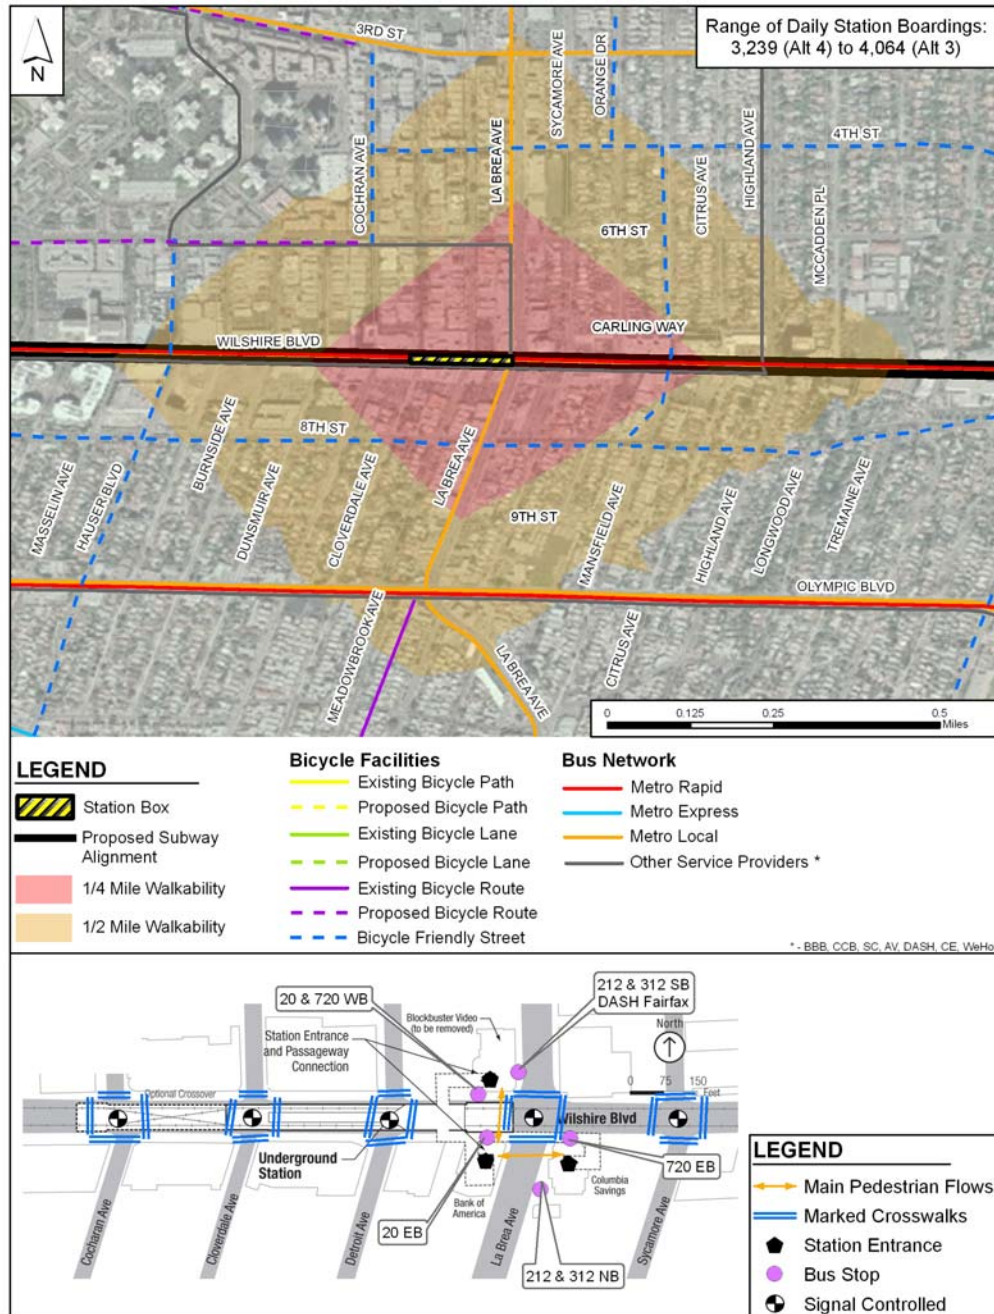 N
Range of Daily Station Boardings:
3,239 (Alt 4) to 4,064 (Alt 3)
3RD ST
SYCAMORE AVE
ORANGE DR
4TH ST
COCHRAN AVE
LA BREA AVE
CITRUS AVE
HIGHLAND AVE
MCCADDEN PL
6TH ST
CARLING WAY
WILSHIRE BLVD
8TH ST
BURNSIDE AVE
MASSELIN AVE
HAUSER BLVD
DUNSMUIR AVE
CLOVERDALE AVE
LA BREA AVE
9TH ST
MANSFIELD AVE
HIGHLAND AVE
LONGWOOD AVE
TREMAINE AVE
OLYMPIC BLVD
MEADOWBROOK AVE
LA BREA AVE
CITRUS AVE
0 0.125 0.25 0.5
Miles
LEGEND
Station Box
Proposed Subway
Alignment
1/4 Mile Walkability
1/2 Mile Walkability
Bicycle Facilities
Existing Bicycle Path
Proposed Bicycle Path
Existing Bicycle Lane
Proposed Bicycle Lane
Existing Bicycle Route
Proposed Bicycle Route
Bicycle Friendly Street
Bus Network
Metro Rapid
Metro Express
Metro Local
Other Service Providers *
* - BBB, CCB, SC, AV, DASH, CE, WeHo
20 & 720 WB
Blockbuster Video
(to be removed)
212 & 312 SB
DASH Fairfax
North
Station Entrance
and Passageway
Connection
0 75 150
Feet
Optional Crossover
Wilshire Blvd
Underground
Station
720 EB
Columbia
Savings
Bank of
America
20 EB
212 & 312 NB
Cocharan Ave
Cloverdale Ave
Detroit Ave
La Brea Ave
Sycamore Ave
LEGEND
Main Pedestrian Flows
Marked Crosswalks
Station Entrance
Bus Stop
Signal Controlled